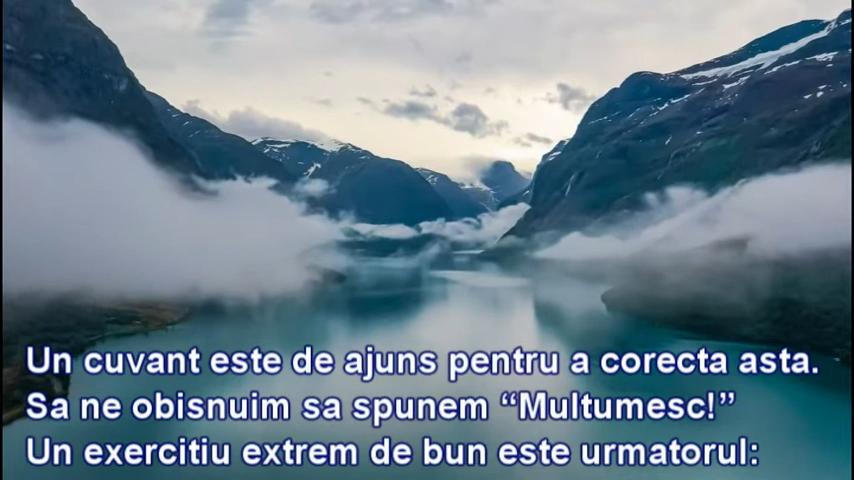 Un cuvant este de ajuns pentru a corecta asta.
Sa ne obisnuim sa spunem “Multumesc!”
Un exercitiu extrem de bun este urmatorul: